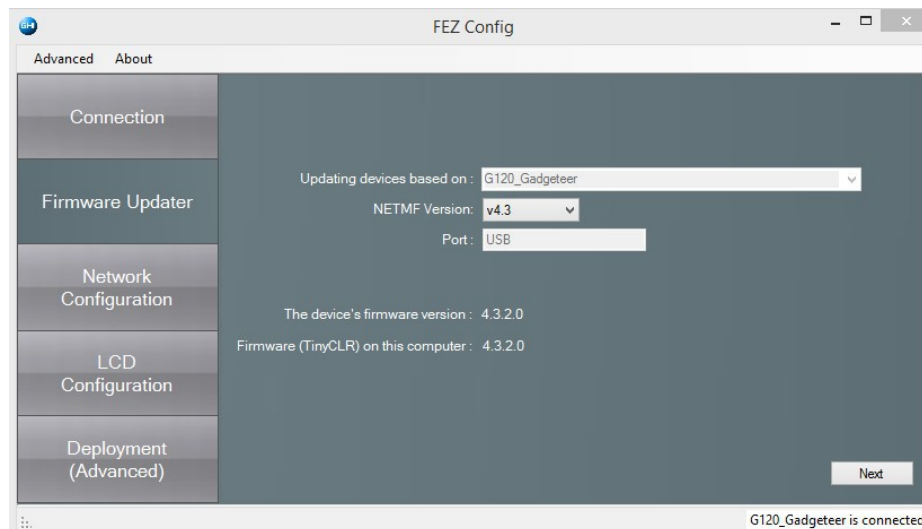 GHI
FEZ Config
Advanced About
Connection
Firmware Updater
Network
Configuration
LCD
Configuration
Deployment
(Advanced)
Updating devices based on : G120_Gadgeteer
NETMF Version: v4.3
Port : USB
The device's firmware version : 4.3.2.0
Firmware (TinyCLR) on this computer : 4.3.2.0
Next
G120_Gadgeteer is connected